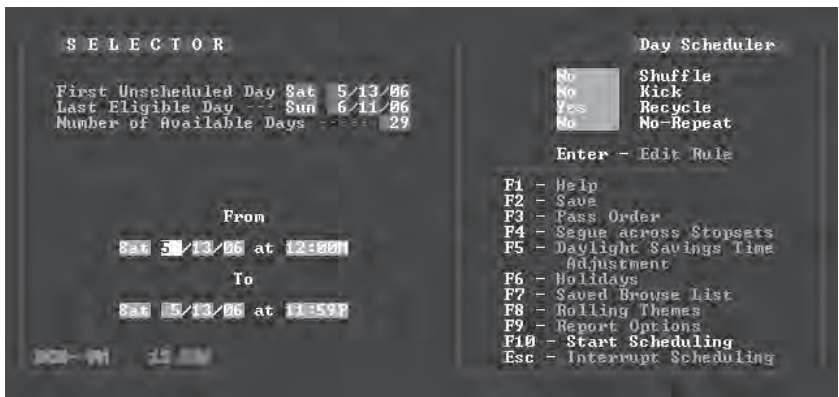 S E L E C T O R
First Unscheduled Day Sat 5/13/06
Last Eligible Day --- Sun 6/11/06
Number of Available Days ----- 29
From
Sat 5/13/06 at 12:00M
To
Sat 5/13/06 at 11:59P
Day Scheduler
No Shuffle
No Kick
Yes Recycle
No No-Repeat
Enter - Edit Rule
F1 - Help
F2 - Save
F3 - Pass Order
F4 - Segue across Stopsets
F5 - Daylight Savings Time
Adjustment
F6 - Holidays
F7 - Saved Browse List
F8 - Rolling Themes
F9 - Report Options
F10 - Start Scheduling
Esc - Interrupt Scheduling